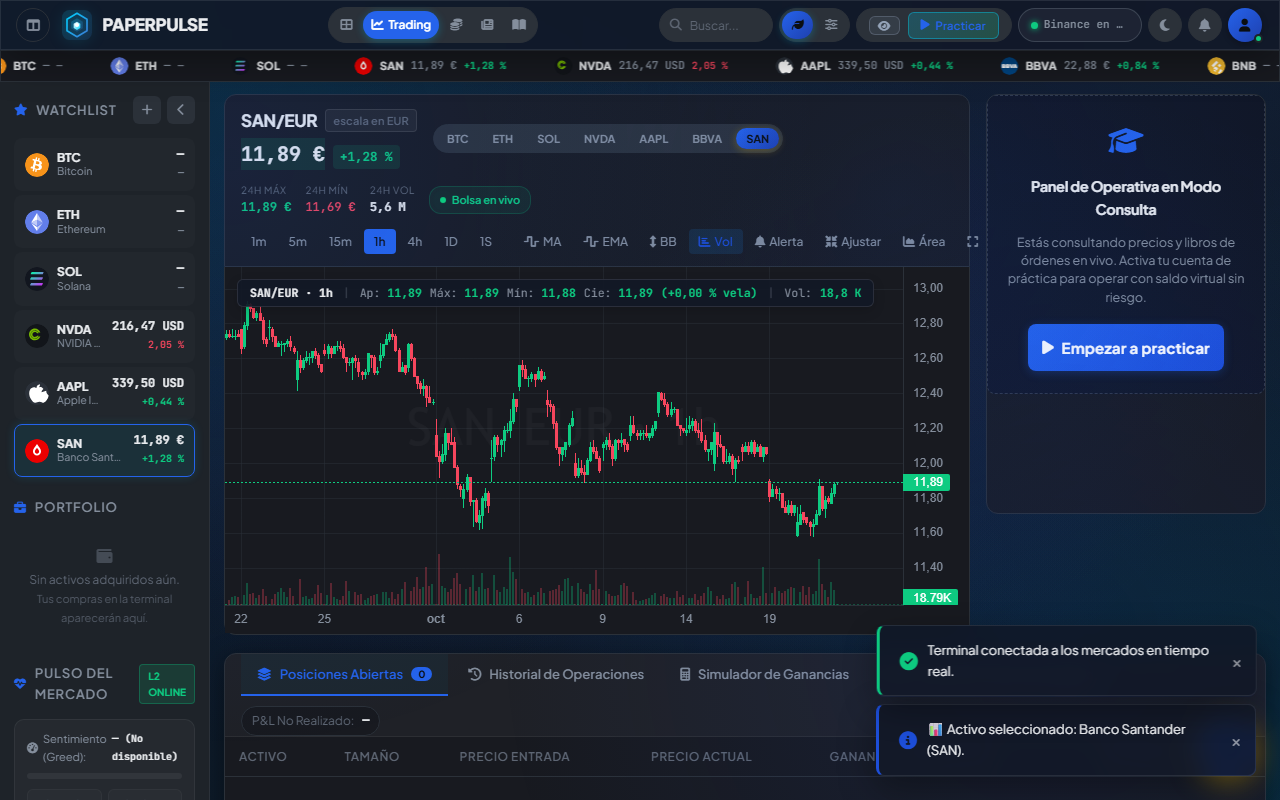 PAPERPULSE
Trading
Buscar...
Practicar
Binance en ...
BTC — —
ETH — —
SOL — —
SAN 11,89 € +1,28 %
NVDA 216,47 USD 2,05 %
AAPL 339,50 USD +0,44 %
BBVA 22,88 € +0,84 %
BNB —
WATCHLIST
BTC —
Bitcoin —
ETH —
Ethereum —
SOL —
Solana —
NVDA 216,47 USD
NVIDIA ... 2,05 %
AAPL 339,50 USD
Apple I... +0,44 %
SAN 11,89 €
Banco Sant... +1,28 %
PORTFOLIO
Sin activos adquiridos aún.
Tus compras en la terminal
aparecerán aquí.
PULSO DEL
MERCADO
L2
ONLINE
Sentimiento — (No
(Greed): disponible)
SAN/EUR escala en EUR
11,89 € +1,28 %
BTC ETH SOL NVDA AAPL BBVA SAN
24H MÁX 24H MÍN 24H VOL
11,89 € 11,69 € 5,6 M
Bolsa en vivo
1m 5m 15m 1h 4h 1D 1S MA EMA BB Vol Alerta Ajustar Área
SAN/EUR · 1h | Ap: 11,89 Máx: 11,89 Mín: 11,88 Cie: 11,89 (+0,00 % vela) | Vol: 18,8 K
SAN/EUR · 1h
13,00
12,80
12,60
12,40
12,20
12,00
11,89
11,80
11,60
11,40
18.79K
22 25 oct 6 9 14 19
Panel de Operativa en Modo
Consulta
Estás consultando precios y libros de
órdenes en vivo. Activa tu cuenta de
práctica para operar con saldo virtual sin
riesgo.
Empezar a practicar
Posiciones Abiertas 0
Historial de Operaciones
Simulador de Ganancias
P&L No Realizado: —
ACTIVO TAMAÑO PRECIO ENTRADA PRECIO ACTUAL GANAN
Terminal conectada a los mercados en tiempo
real.
×
Activo seleccionado: Banco Santander
(SAN).
×